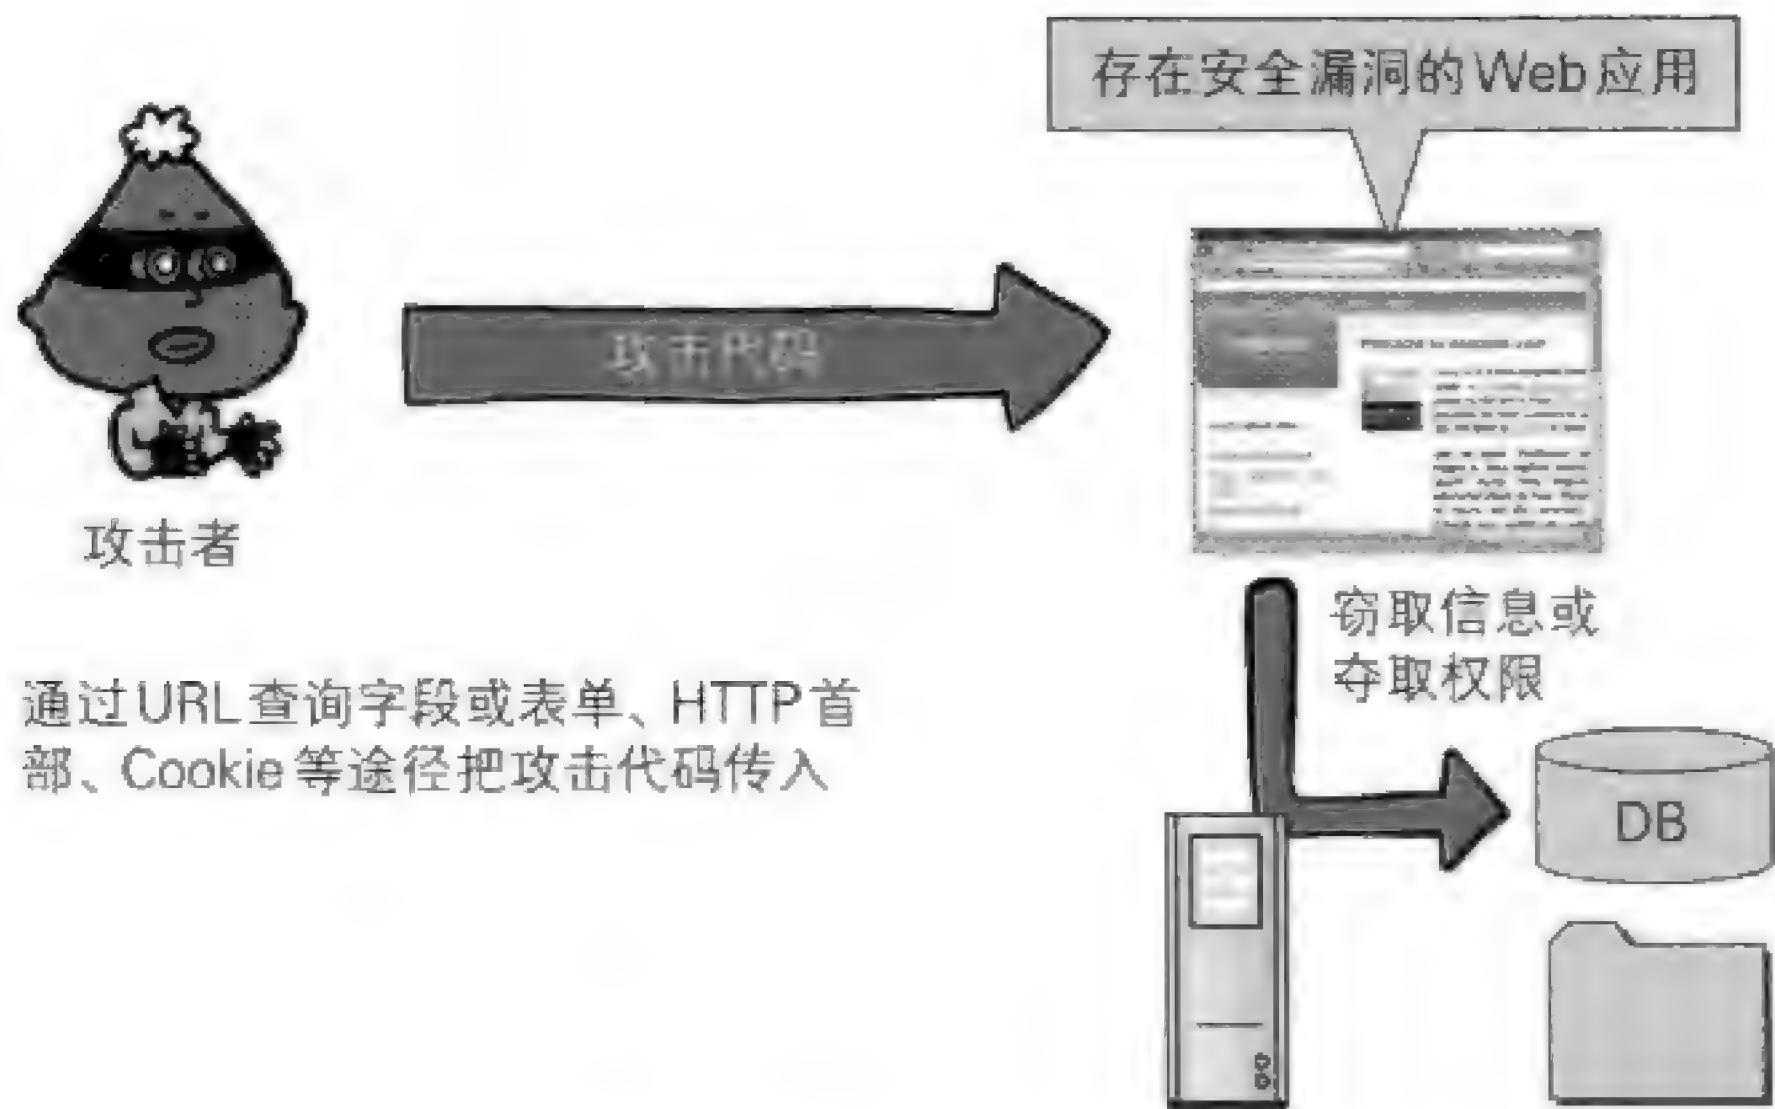 存在安全漏洞的Web应用
攻击代码
攻击者
窃取信息或
夺取权限
通过URL查询字段或表单、HTTP首
部、Cookie等途径把攻击代码传入
DB